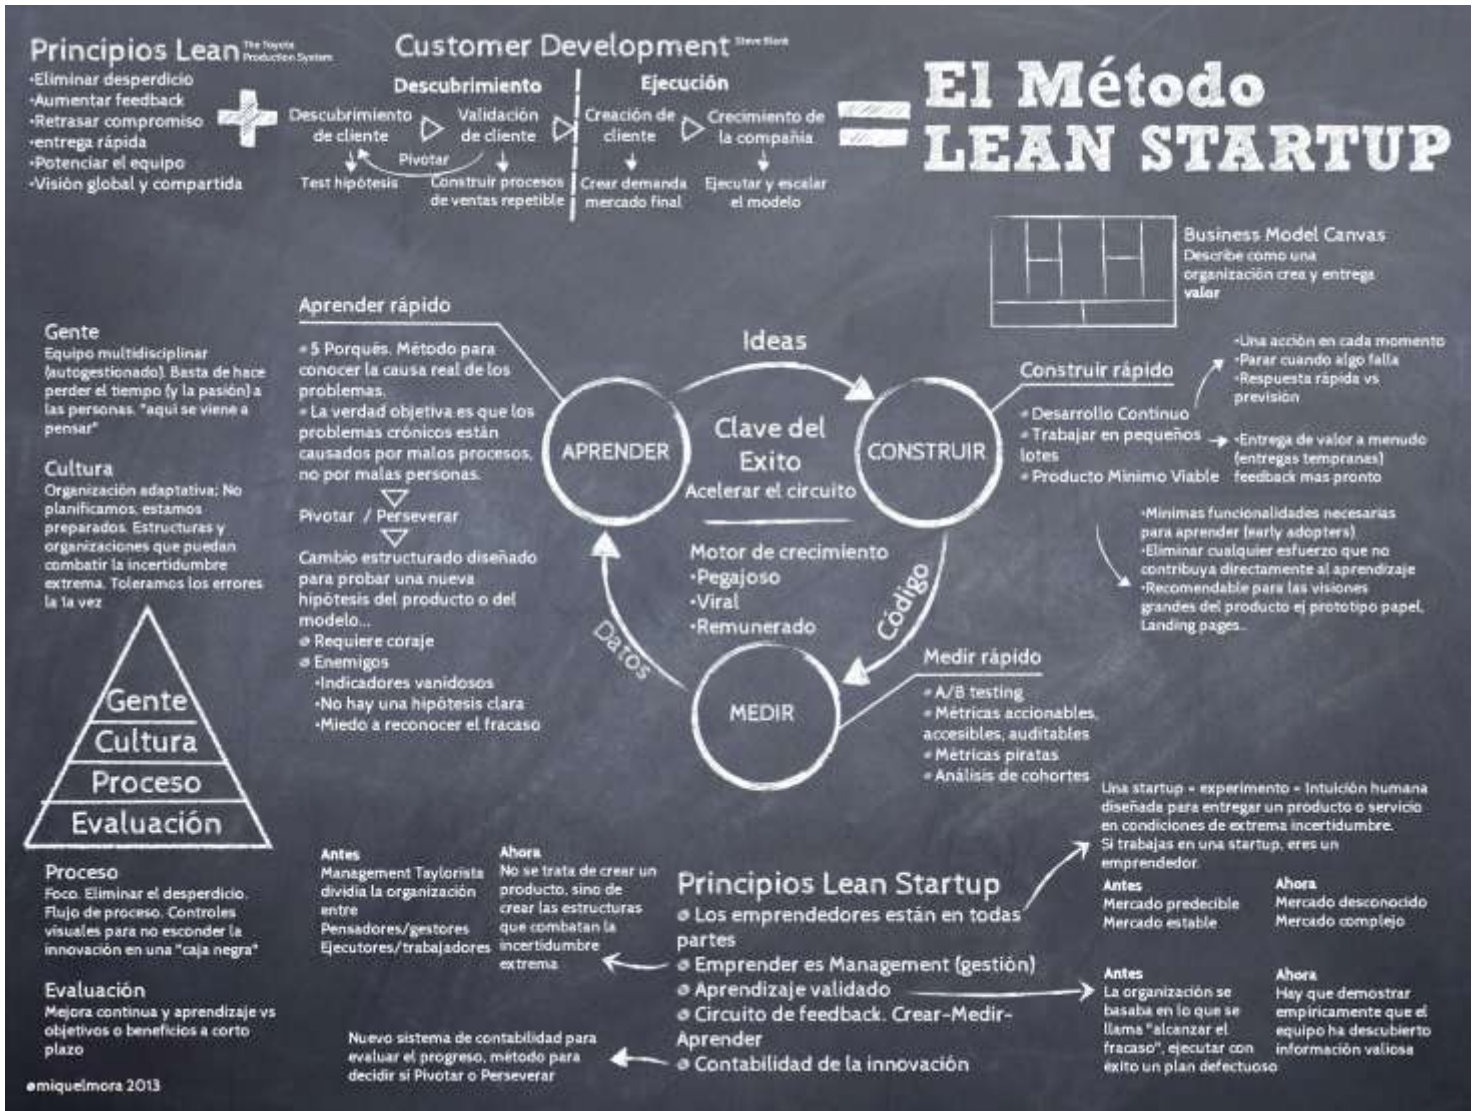 Principios Lean The Toyota
Production System
•Eliminar desperdicio
•Aumentar feedback
•Retrasar compromiso
•entrega rápida
•Potenciar el equipo
•Visión global y compartida
Customer Development Steve Blank
Descubrimiento
Ejecución
Descubrimiento
de cliente
Validación
de cliente
Creación de
cliente
Crecimiento de
la compañia
Pivotar
Test hipótesis
Construir procesos
de ventas repetible
Crear demanda
mercado final
Ejecutar y escalar
el modelo
El Método
LEAN STARTUP
Business Model Canvas
Describe como una
organización crea y entrega
valor
Gente
Equipo multidisciplinar
(autogestionado). Basta de hace
perder el tiempo (y la pasión) a
las personas. "aqui se viene a
pensar"
Cultura
Organización adaptativa: No
planificamos, estamos
preparados. Estructuras y
organizaciones que puedan
combatir la incertidumbre
extrema. Toleramos los errores
la 1a vez
Gente
Cultura
Proceso
Evaluación
Proceso
Foco. Eliminar el desperdicio.
Flujo de proceso. Controles
visuales para no esconder la
innovación en una "caja negra"
Evaluación
Mejora continua y aprendizaje vs
objetivos o beneficios a corto
plazo
miquelmora 2013
Aprender rápido
5 Porqués. Método para
conocer la causa real de los
problemas.
La verdad objetiva es que los
problemas crónicos están
causados por malos procesos,
no por malas personas.
Pivotar / Perseverar
Cambio estructurado diseñado
para probar una nueva
hipótesis del producto o del
modelo...
Requiere coraje
Enemigos
•Indicadores vanidosos
•No hay una hipótesis clara
•Miedo a reconocer el fracaso
Ideas
APRENDER
CONSTRUIR
Clave del
Exito
Acelerar el circuito
Motor de crecimiento
•Pegajoso
•Viral
•Remunerado
Datos
Código
MEDIR
Construir rápido
Desarrollo Continuo
Trabajar en pequeños
lotes
Producto Minimo Viable
•Una acción en cada momento
•Parar cuando algo falla
•Respuesta rápida vs
previsión
•Entrega de valor a menudo
(entregas tempranas)
feedback mas pronto
•Minimas funcionalidades necesarias
para aprender (early adopters)
•Eliminar cualquier esfuerzo que no
contribuya directamente al aprendizaje
•Recomendable para las visiones
grandes del producto ej prototipo papel,
Landing pages...
Medir rápido
A/B testing
Métricas accionables,
accesibles, auditables
Métricas piratas
Análisis de cohortes
Antes
Management Taylorista
dividia la organización
entre
Pensadores/gestores
Ejecutores/trabajadores
Ahora
No se trata de crear un
producto, sino de
crear las estructuras
que combatan la
incertidumbre
extrema
Principios Lean Startup
Los emprendedores están en todas
partes
Emprender es Management (gestión)
Aprendizaje validado
Circuito de feedback. Crear-Medir-
Aprender
Contabilidad de la innovación
Nuevo sistema de contabilidad para
evaluar el progreso, método para
decidir si Pivotar o Perseverar
Una startup = experimento = Intuición humana
diseñada para entregar un producto o servicio
en condiciones de extrema incertidumbre.
Si trabajas en una startup, eres un
emprendedor.
Antes
Mercado predecible
Mercado estable
Ahora
Mercado desconocido
Mercado complejo
Antes
La organización se
basaba en lo que se
llama "alcanzar el
fracaso", ejecutar con
éxito un plan defectuoso
Ahora
Hay que demostrar
empiricamente que el
equipo ha descubierto
información valiosa